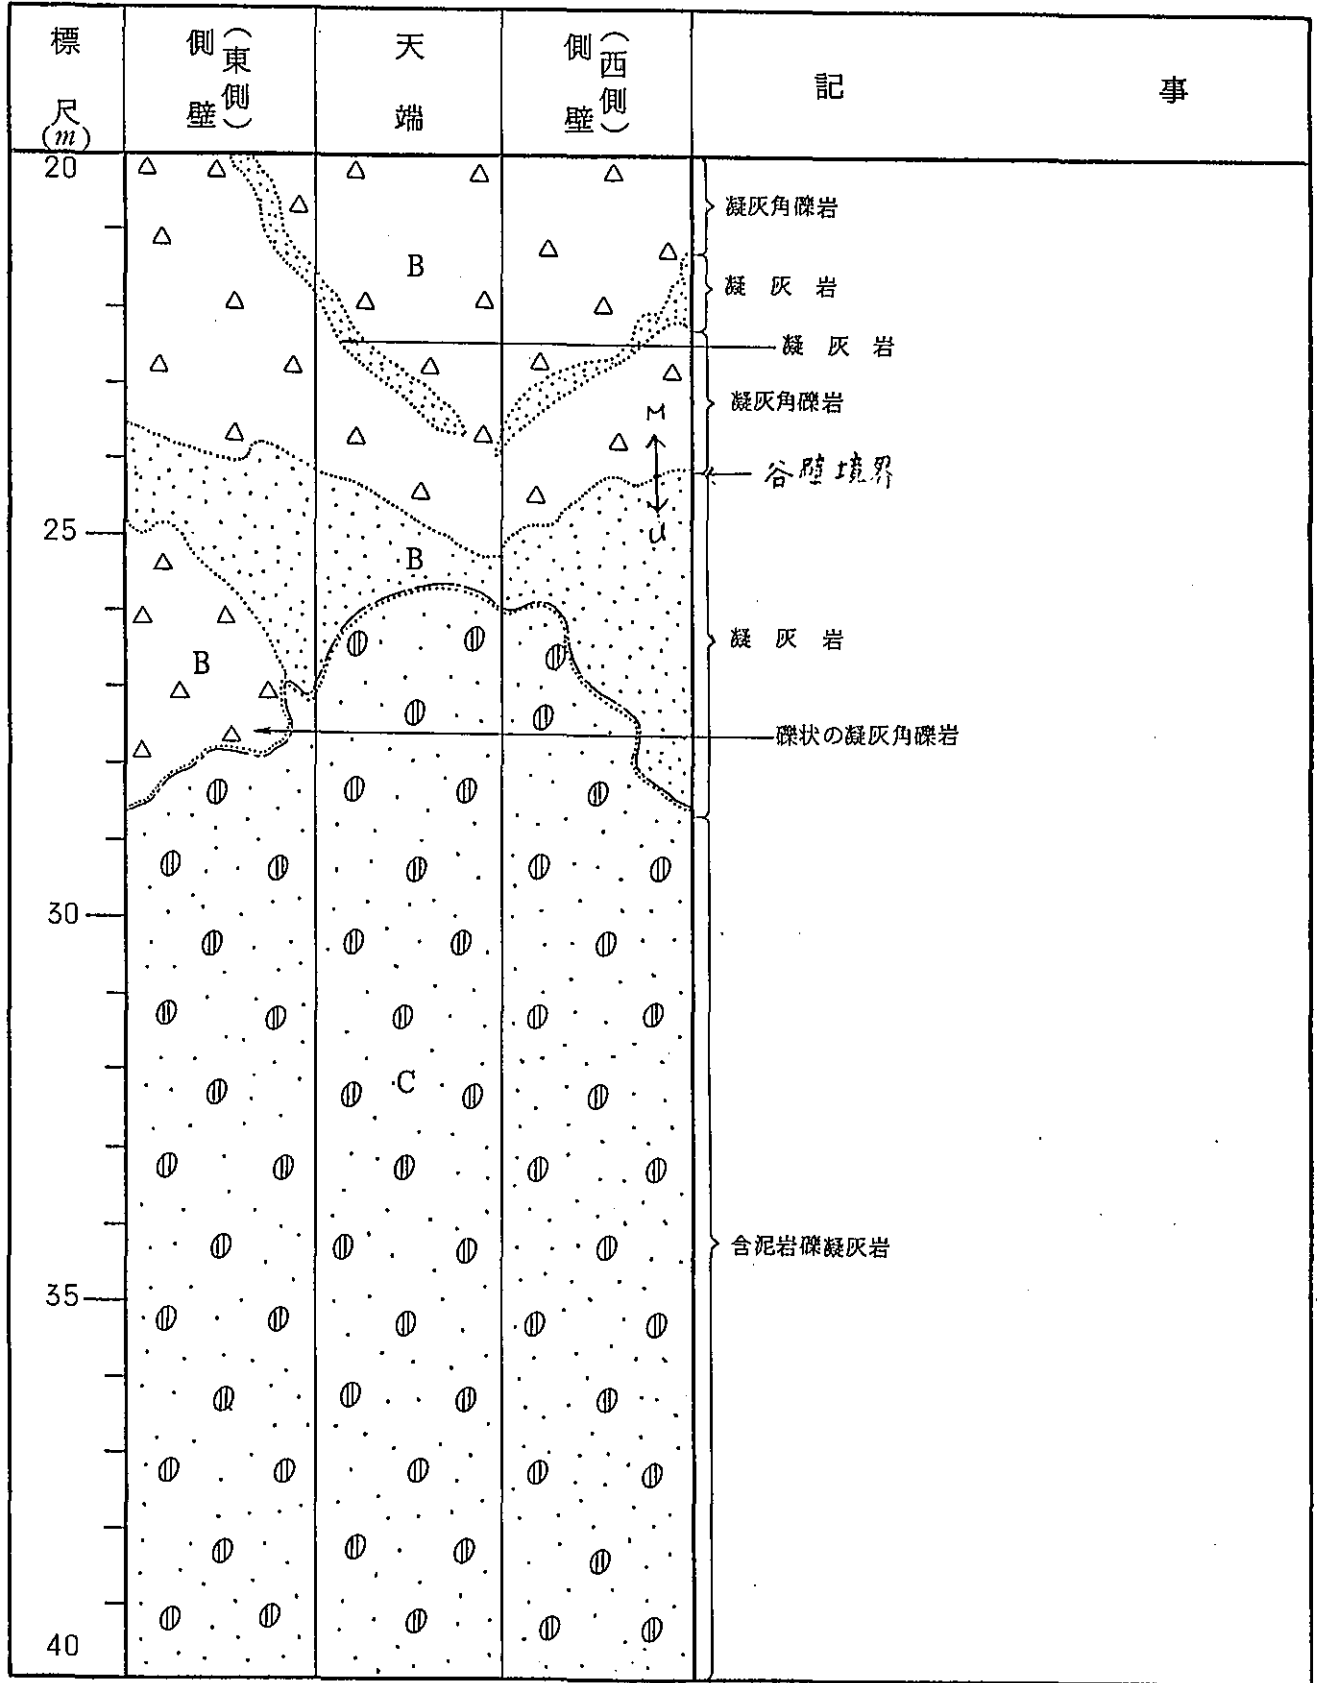 標尺(m)
側壁(東側)
天端
側壁(西側)
記事
20
凝灰角礫岩
B
凝灰岩
凝灰岩
凝灰角礫岩
M
谷壁境界
U
25
B
凝灰岩
B
礫状の凝灰角礫岩
30
C
含泥岩礫凝灰岩
35
40